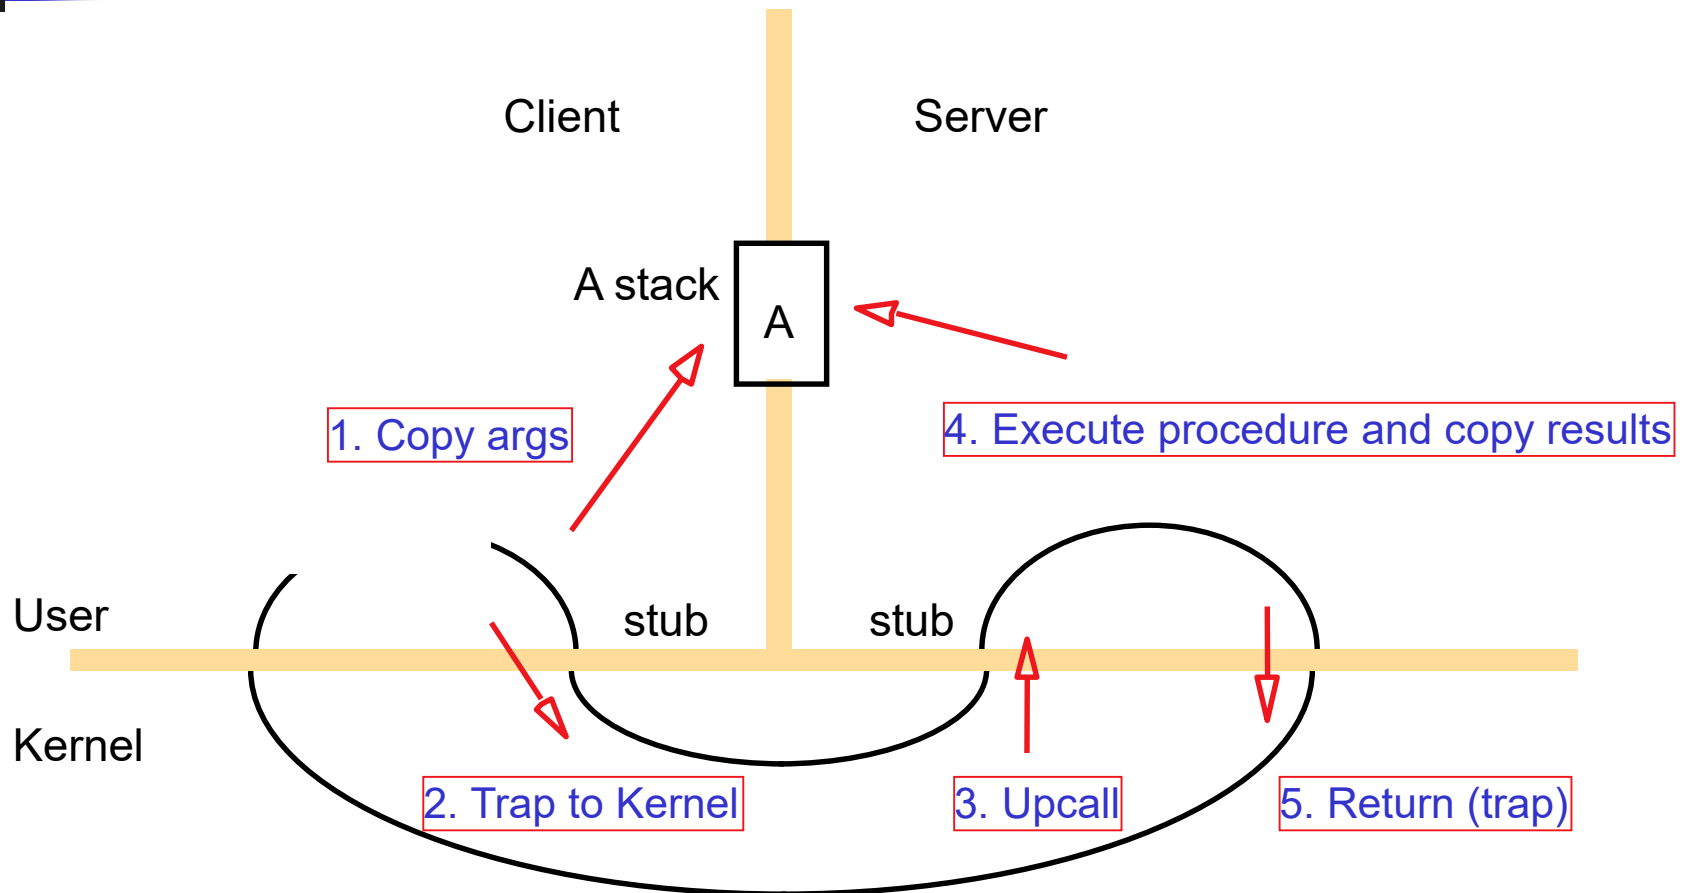 Client
Server
A stack
A
1. Copy args
4. Execute procedure and copy results
User
stub
stub
Kernel
2. Trap to Kernel
3. Upcall
5. Return (trap)